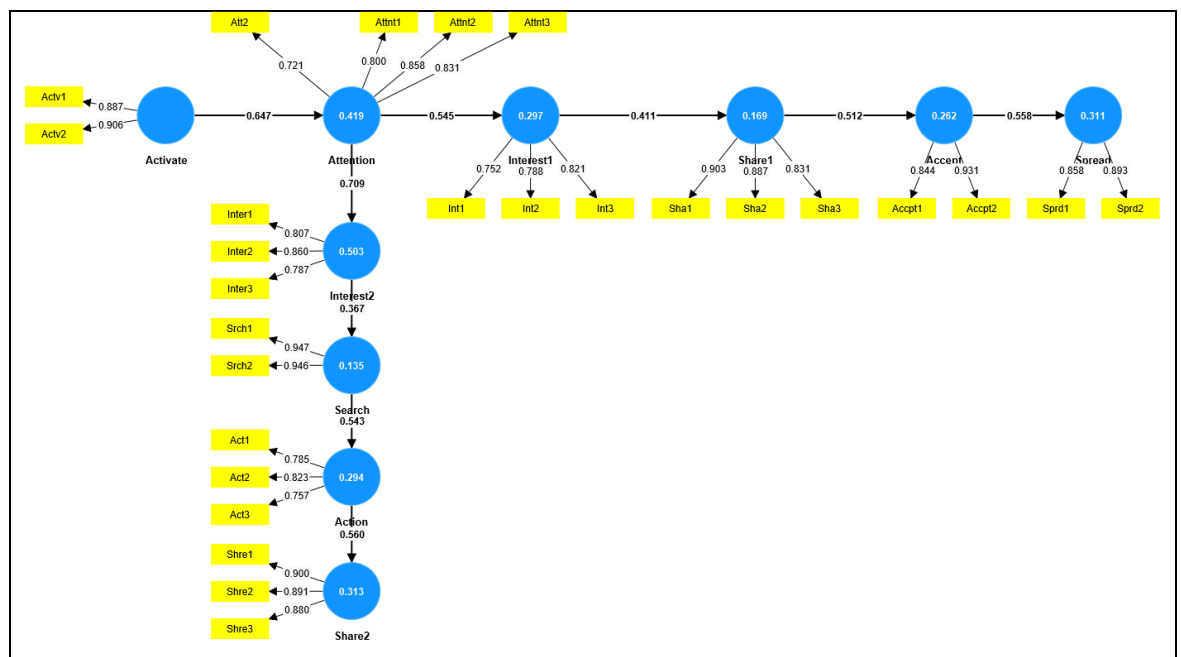 Att2 Attnt1 Attnt2 Attnt3
0.721 0.800 0.858 0.831
Actv1
Actv2
0.887
0.906
Activate
0.647
0.419
Attention
0.545
0.297
Interest1
0.411
0.169
Share1
0.512
0.262
Accept
0.558
0.311
Spread
0.752 0.788 0.821
Int1 Int2 Int3
0.903 0.887 0.831
Sha1 Sha2 Sha3
0.844 0.931
Accpt1 Accpt2
0.858 0.893
Sprd1 Sprd2
0.709
Inter1
Inter2
Inter3
0.807
0.860
0.787
0.503
Interest2
0.367
Srch1
Srch2
0.947
0.946
0.135
Search
0.543
Act1
Act2
Act3
0.785
0.823
0.757
0.294
Action
0.560
Shre1
Shre2
Shre3
0.900
0.891
0.880
0.313
Share2